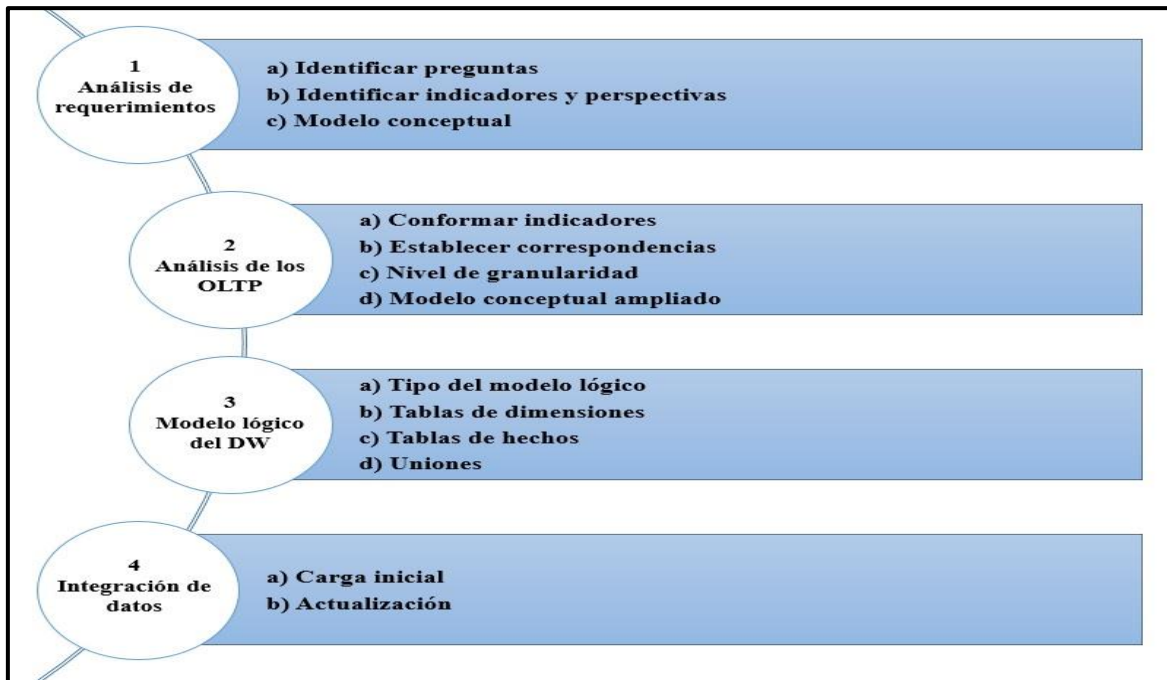 1
Análisis de
requerimientos
a) Identificar preguntas
b) Identificar indicadores y perspectivas
c) Modelo conceptual
2
Análisis de los
OLTP
a) Conformar indicadores
b) Establecer correspondencias
c) Nivel de granularidad
d) Modelo conceptual ampliado
3
Modelo lógico
del DW
a) Tipo del modelo lógico
b) Tablas de dimensiones
c) Tablas de hechos
d) Uniones
4
Integración de
datos
a) Carga inicial
b) Actualización